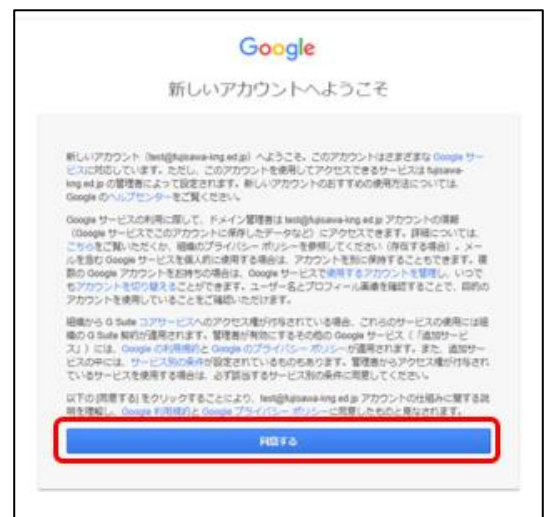 Google
新しいアカウントへようこそ
新しいアカウント（test@fujisawa-kng.ed.jp）へようこそ。このアカウントはさまざまな Google サー
ビスに対応しています。ただし、このアカウントを使用してアクセスできるサービスは fujisawa-
kng.ed.jp の管理者によって設定されます。新しいアカウントのおすすめの使用方法については、
Google のヘルプセンターをご覧ください。
Google サービスの利用に際して、ドメイン管理者は test@fujisawa-kng.ed.jp アカウントの情報
（Google サービスでこのアカウントに保存したデータなど）にアクセスできます。詳細については、
こちらをご覧いただくか、組織のプライバシー ポリシーを参照してください（存在する場合）。メー
ルを含む Google サービスを個人的に使用する場合は、アカウントを別に保持することもできます。複
数の Google アカウントをお持ちの場合は、Google サービスで使用するアカウントを管理し、いつで
もアカウントを切り替えることができます。ユーザー名とプロフィール画像を確認することで、目的の
アカウントを使用していることをご確認いただけます。
組織から G Suite コアサービスへのアクセス権が付与されている場合、これらのサービスの使用には組
織の G Suite 契約が適用されます。管理者が有効にするその他の Google サービス（「追加サービ
ス」）には、Google の利用規約と Google のプライバシー ポリシーが適用されます。また、追加サー
ビスの中には、サービス別の条件が設定されているものもあります。管理者からアクセス権が付与され
ているサービスを使用する場合は、必ず該当するサービス別の条件に同意してください。
以下の [同意する] をクリックすることにより、test@fujisawa-kng.ed.jp アカウントの仕組みに関する説
明を理解し、Google 利用規約と Google プライバシー ポリシーに同意したものと見なされます。
同意する